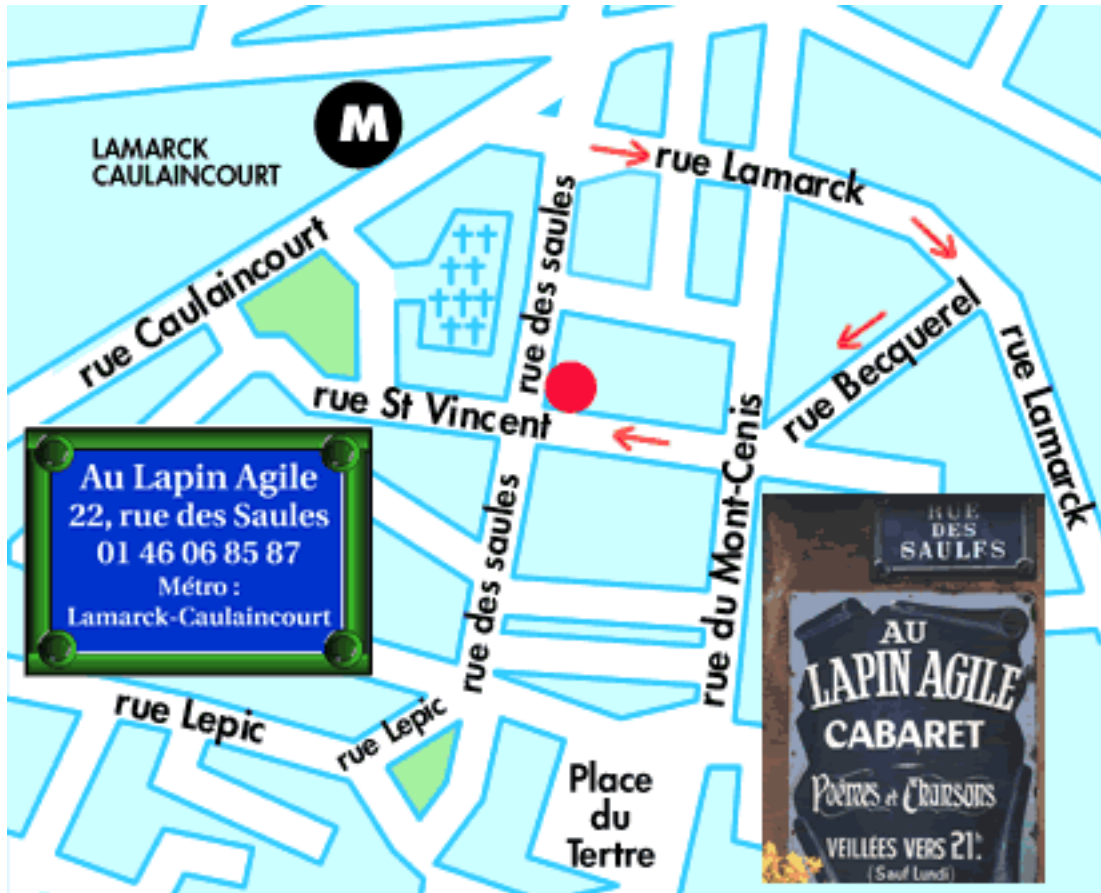 M
LAMARCK
CAULAINCOURT
rue Lamarck
rue des saules
rue Caulaincourt
rue Becquerel
rue Lamarck
rue St Vincent
Au Lapin Agile
22, rue des Saules
01 46 06 85 87
Métro :
Lamarck-Caulaincourt
rue des saules
rue du Mont-Cenis
rue Lepic
rue Lepic
Place
du
Tertre
RUE
DES
SAULES
AU
LAPIN AGILE
CABARET
Poèmes et Chansons
VEILLÉES VERS 21h.
(Sauf Lundi)